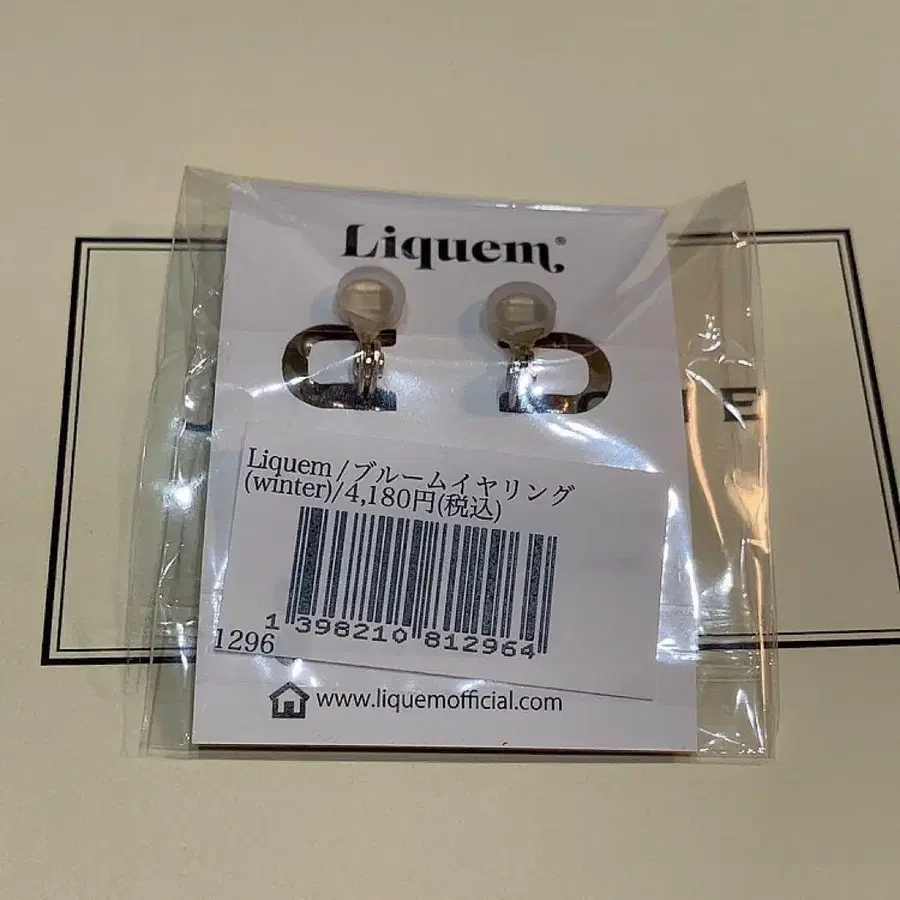 Liquem®
Liquem/ブルームイヤリング
(winter)/4,180円(税込)
1 398210 812964
1296
www.liquemofficial.com